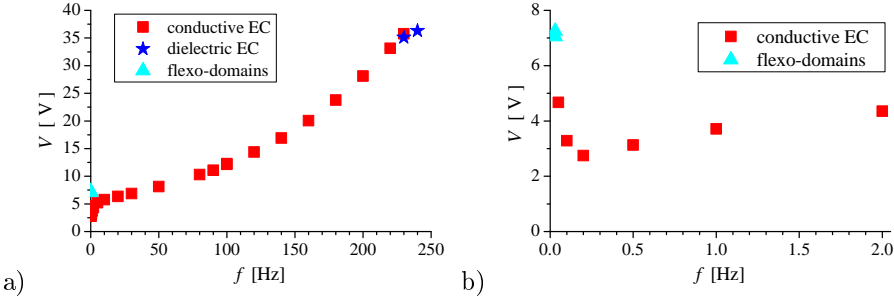 40
35
30
25
20
15
10
5
0
V [ V ]
conductive EC
dielectric EC
flexo-domains
0 50 100 150 200 250
f [Hz]
a)
8
6
4
2
0
V [ V ]
conductive EC
flexo-domains
0.0 0.5 1.0 1.5 2.0
f [Hz]
b)